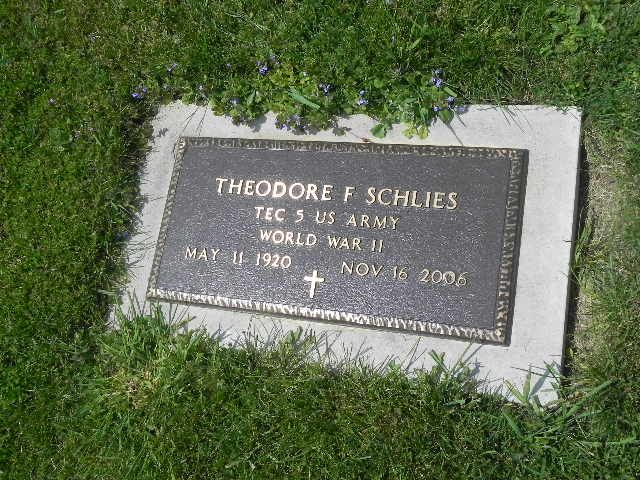 THEODORE F SCHLIES
TEC 5 US ARMY
WORLD WAR II
MAY 11 1920 NOV 16 2006